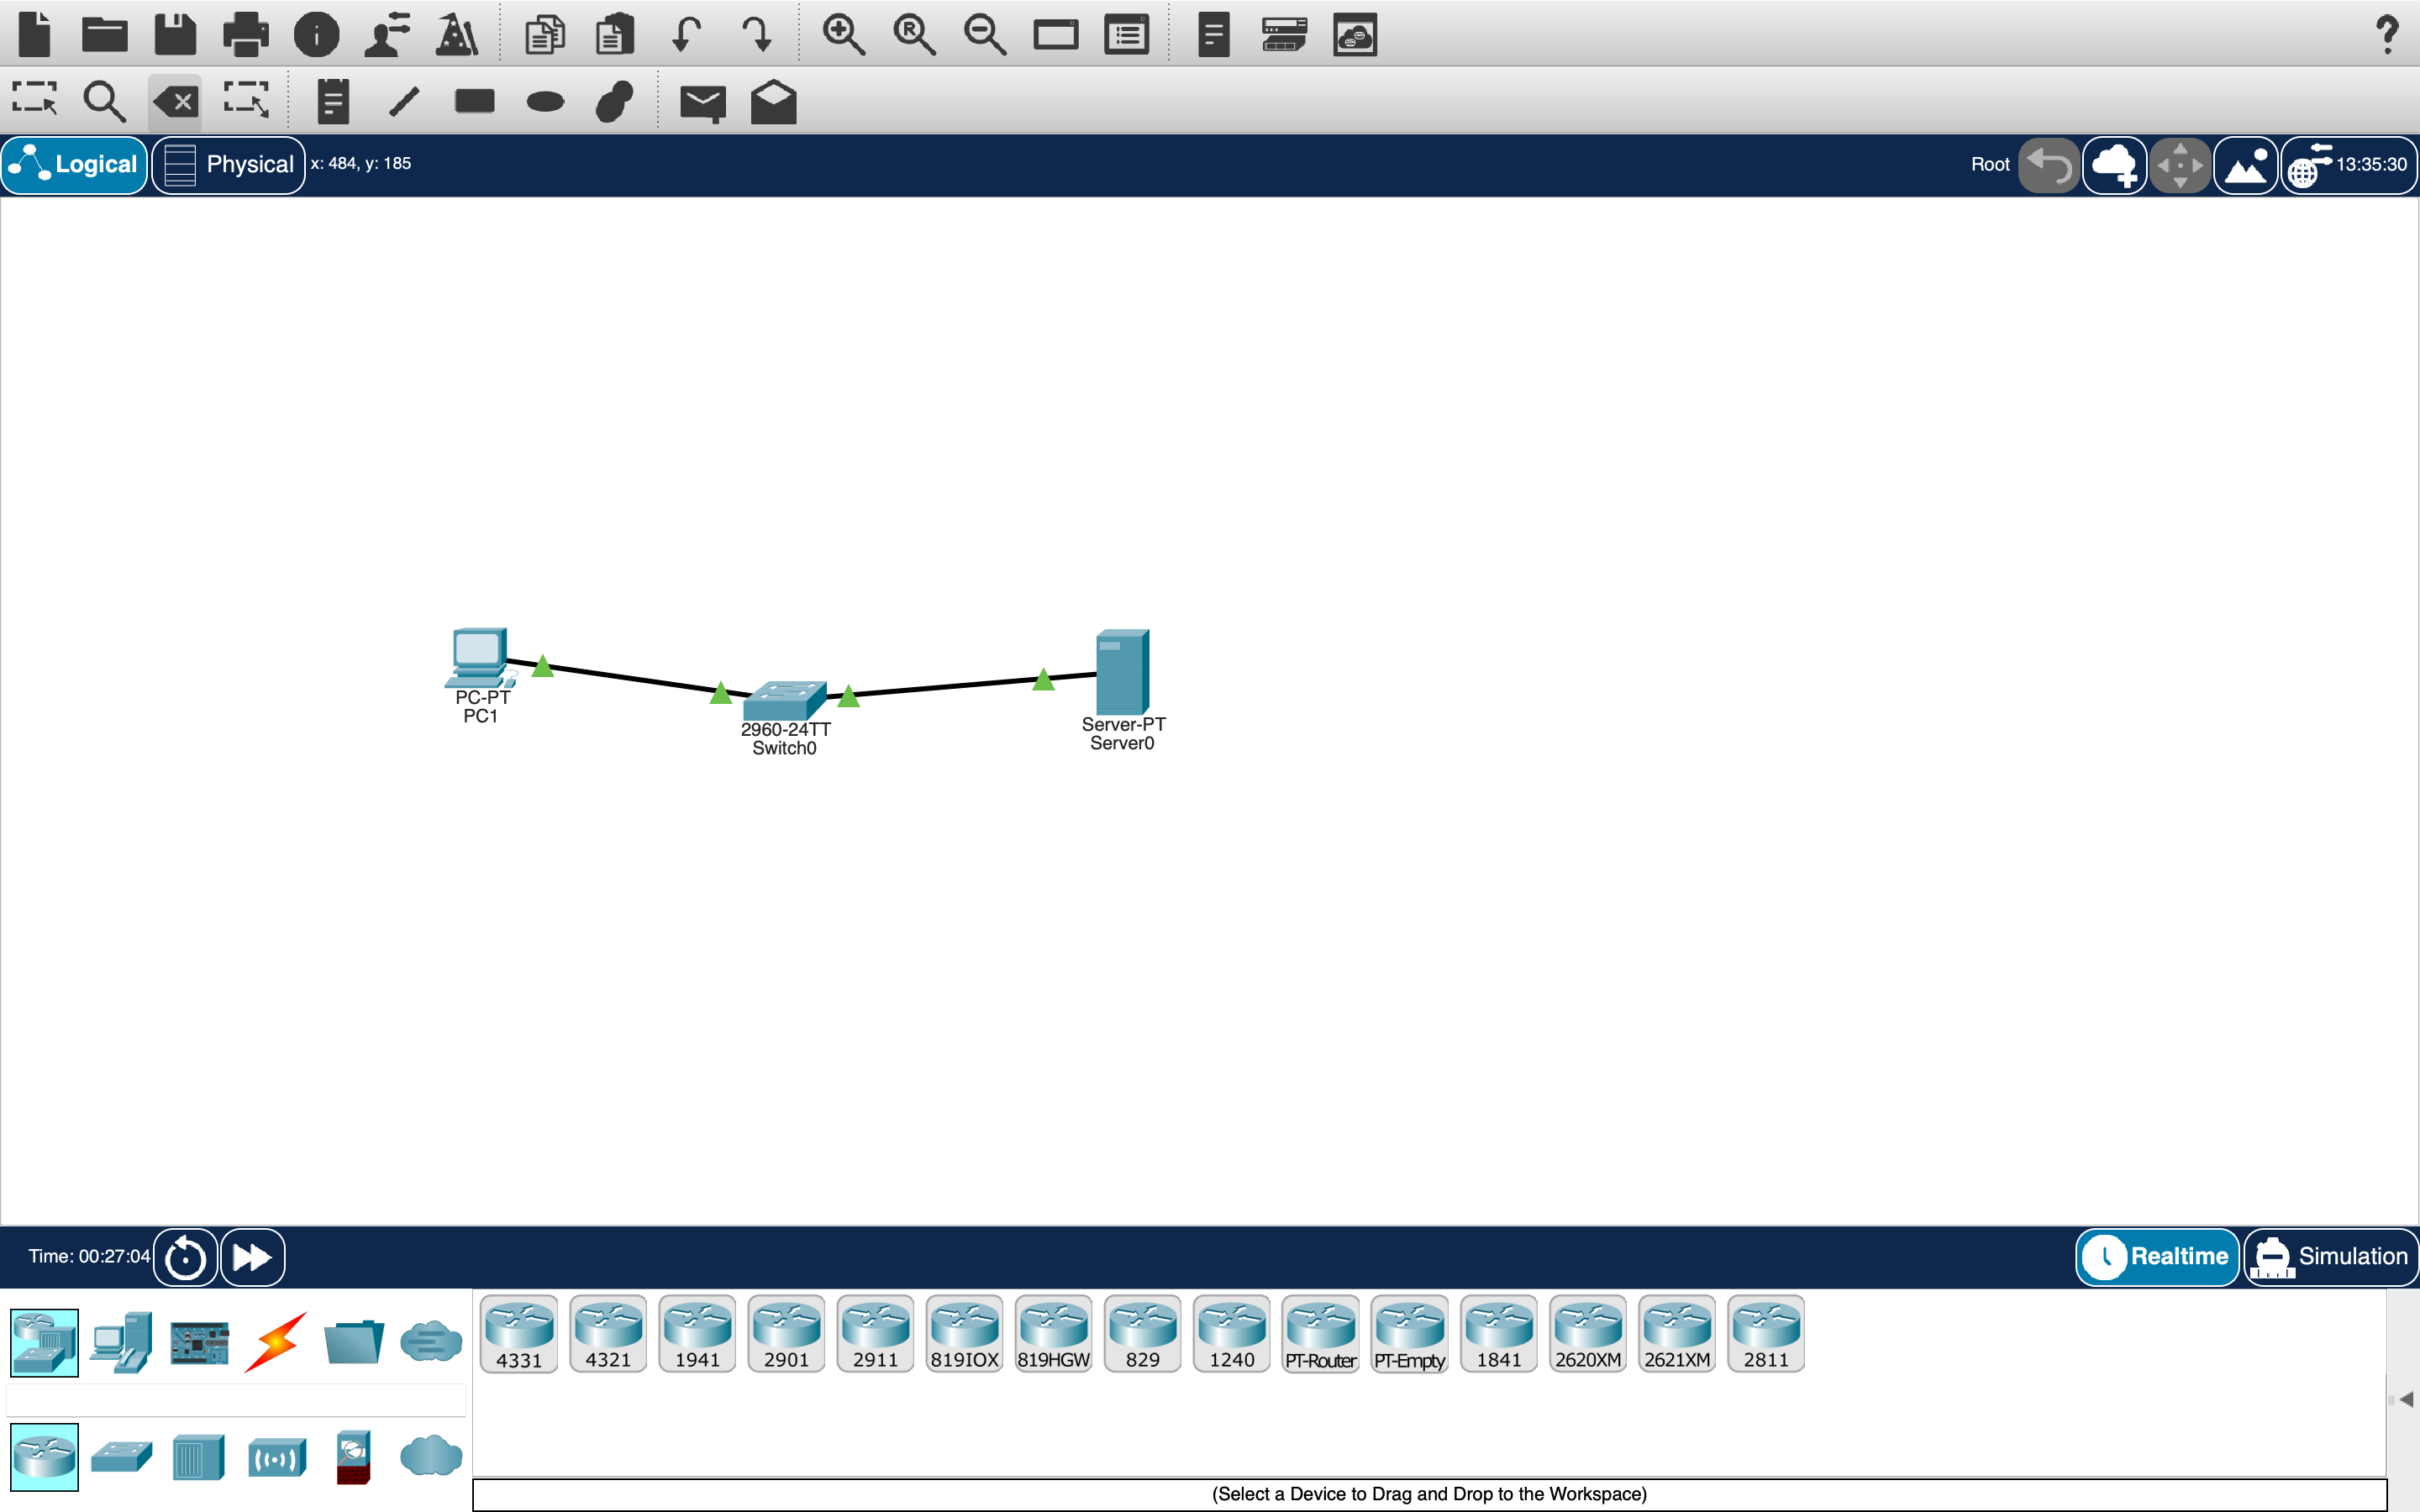 Logical
Physical
x: 484, y: 185
Root
13:35:30
PC-PT
PC1
2960-24TT
Switch0
Server-PT
Server0
Time: 00:27:04
Realtime
Simulation
4331
4321
1941
2901
2911
819IOX
819HGW
829
1240
PT-Router
PT-Empty
1841
2620XM
2621XM
2811
(Select a Device to Drag and Drop to the Workspace)